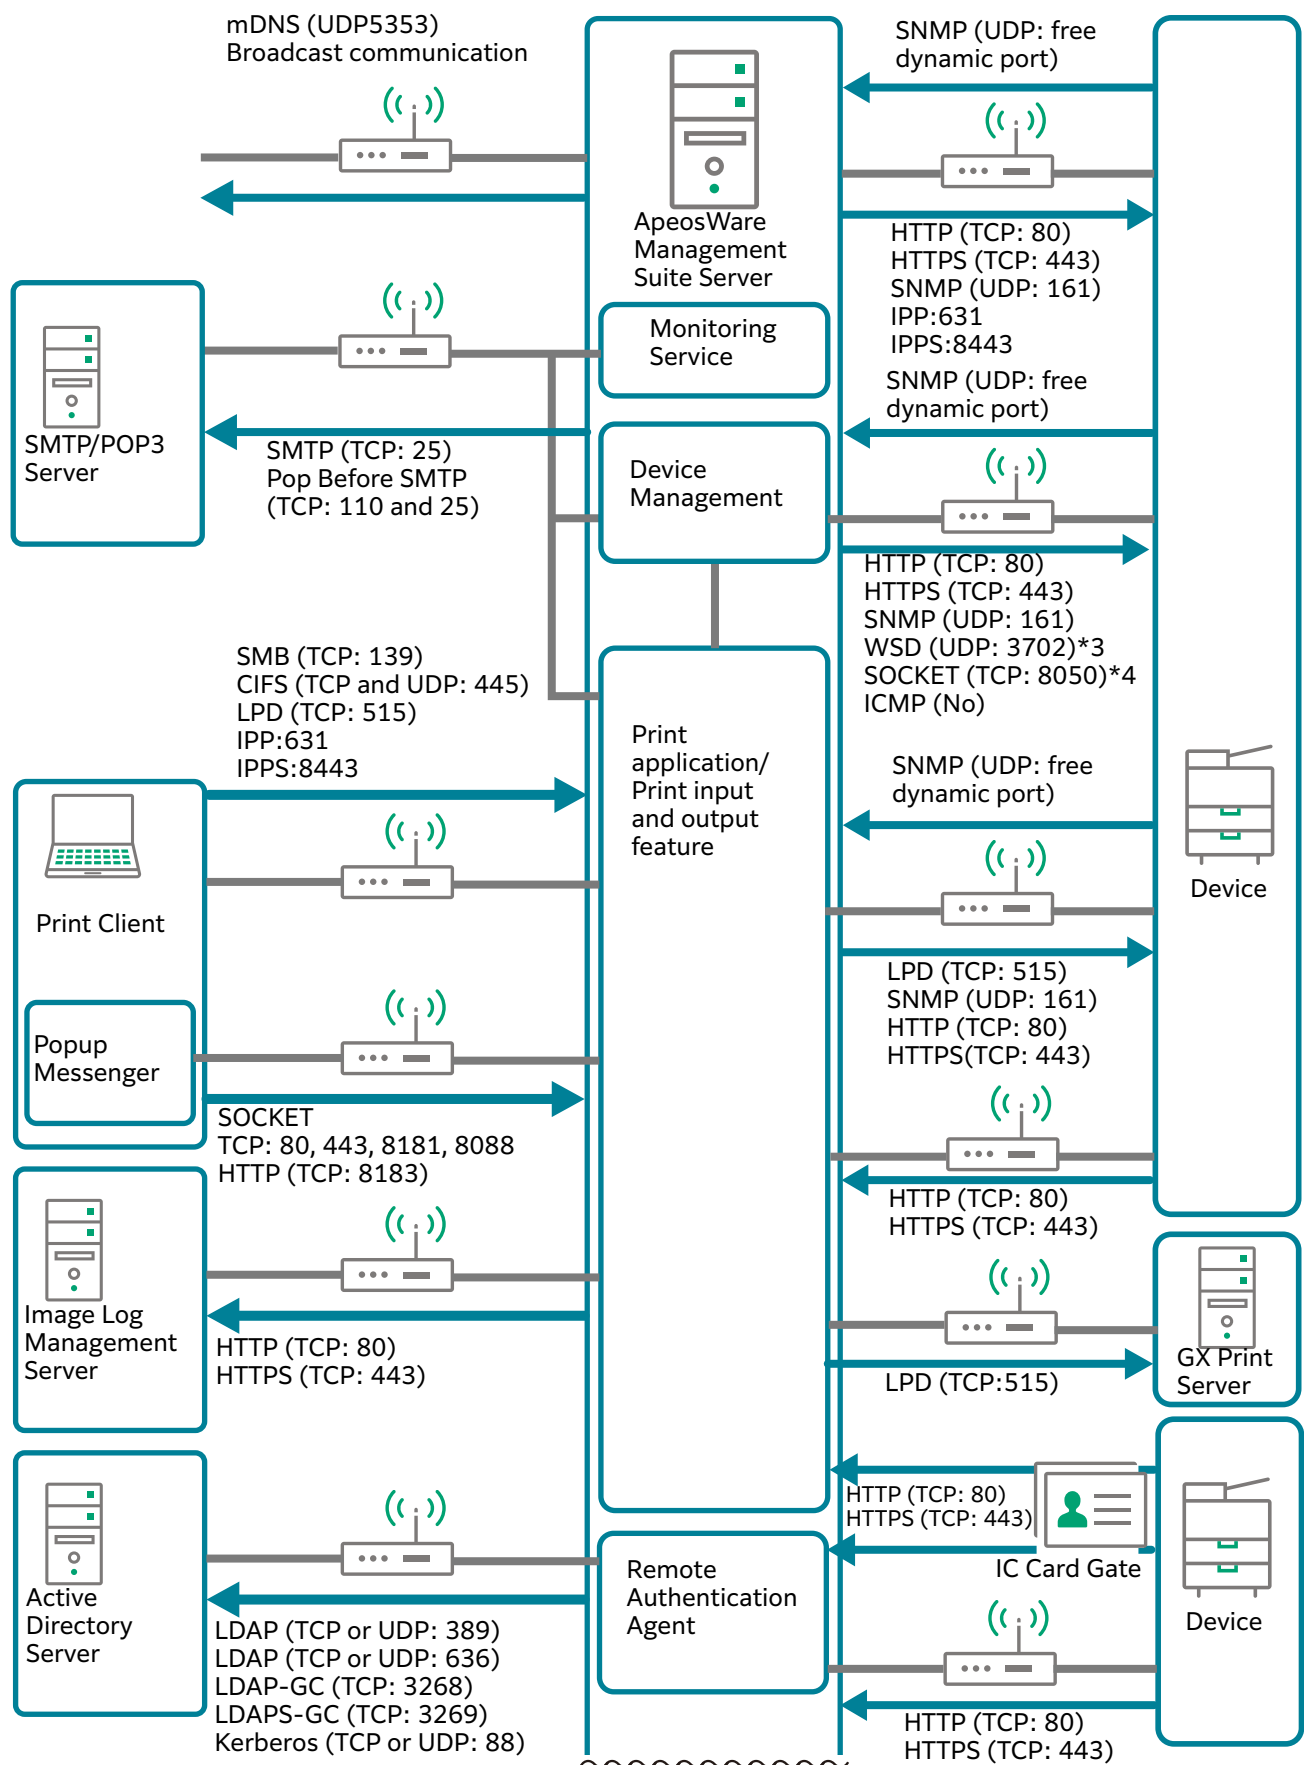 mDNS (UDP5353)
Broadcast communication
SNMP (UDP: free
dynamic port)
ApeosWare
Management
Suite Server
HTTP (TCP: 80)
HTTPS (TCP: 443)
SNMP (UDP: 161)
IPP:631
IPPS:8443
Monitoring
Service
SMTP/POP3
Server
SMTP (TCP: 25)
Pop Before SMTP
(TCP: 110 and 25)
SNMP (UDP: free
dynamic port)
Device
Management
HTTP (TCP: 80)
HTTPS (TCP: 443)
SNMP (UDP: 161)
WSD (UDP: 3702)*3
SOCKET (TCP: 8050)*4
ICMP (No)
SMB (TCP: 139)
CIFS (TCP and UDP: 445)
LPD (TCP: 515)
IPP:631
IPPS:8443
Print
application/
Print input
and output
feature
SNMP (UDP: free
dynamic port)
Device
Print Client
LPD (TCP: 515)
SNMP (UDP: 161)
HTTP (TCP: 80)
HTTPS(TCP: 443)
Popup
Messenger
SOCKET
TCP: 80, 443, 8181, 8088
HTTP (TCP: 8183)
HTTP (TCP: 80)
HTTPS (TCP: 443)
Image Log
Management
Server
HTTP (TCP: 80)
HTTPS (TCP: 443)
GX Print
Server
LPD (TCP:515)
HTTP (TCP: 80)
HTTPS (TCP: 443)
IC Card Gate
Device
Remote
Authentication
Agent
Active
Directory
Server
LDAP (TCP or UDP: 389)
LDAP (TCP or UDP: 636)
LDAP-GC (TCP: 3268)
LDAPS-GC (TCP: 3269)
Kerberos (TCP or UDP: 88)
HTTP (TCP: 80)
HTTPS (TCP: 443)